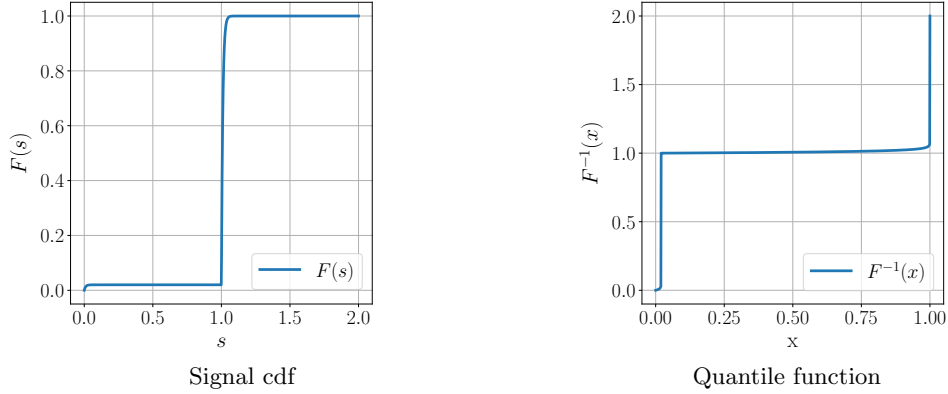 1.0
0.8
0.6
0.4
0.2
0.0
F(s)
0.0 0.5 1.0 1.5 2.0
s
F(s)
Signal cdf
2.0
1.5
1.0
0.5
0.0
F⁻¹(x)
0.00 0.25 0.50 0.75 1.00
x
F⁻¹(x)
Quantile function